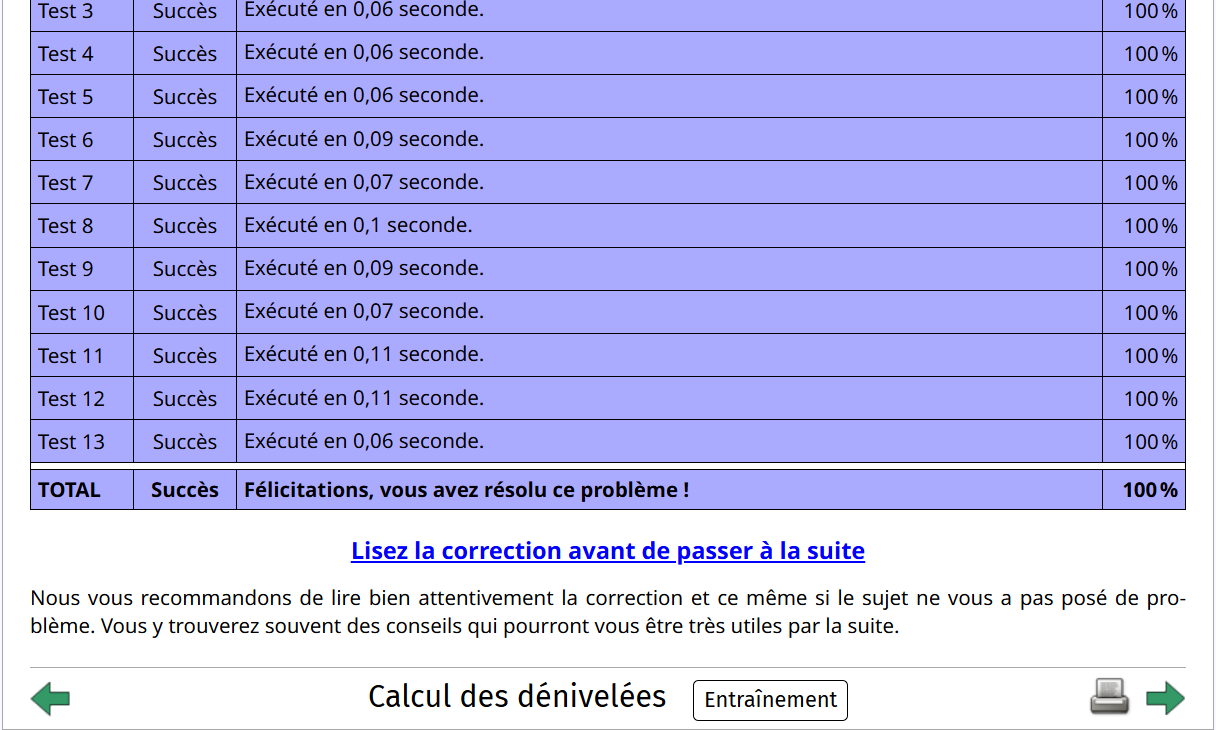 Test 3 Succès Exécuté en 0,06 seconde. 100 %
Test 4 Succès Exécuté en 0,06 seconde. 100 %
Test 5 Succès Exécuté en 0,06 seconde. 100 %
Test 6 Succès Exécuté en 0,09 seconde. 100 %
Test 7 Succès Exécuté en 0,07 seconde. 100 %
Test 8 Succès Exécuté en 0,1 seconde. 100 %
Test 9 Succès Exécuté en 0,09 seconde. 100 %
Test 10 Succès Exécuté en 0,07 seconde. 100 %
Test 11 Succès Exécuté en 0,11 seconde. 100 %
Test 12 Succès Exécuté en 0,11 seconde. 100 %
Test 13 Succès Exécuté en 0,06 seconde. 100 %
TOTAL Succès Félicitations, vous avez résolu ce problème ! 100 %
Lisez la correction avant de passer à la suite
Nous vous recommandons de lire bien attentivement la correction et ce même si le sujet ne vous a pas posé de pro-
blème. Vous y trouverez souvent des conseils qui pourront vous être très utiles par la suite.
Calcul des dénivelées Entraînement